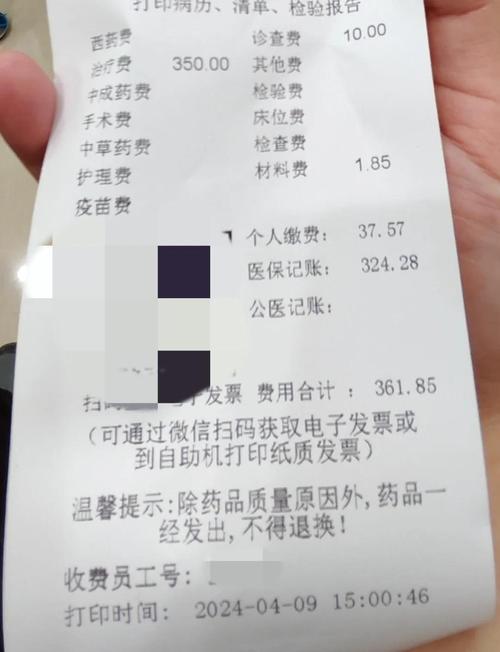 打印病历、清单、检验报告
西药费 诊查费 10.00
治疗费 350.00 其他费
中成药费 检验费
手术费 床位费
中草药费 检查费
护理费 材料费 1.85
疫苗费
个人缴费: 37.57
医保记账: 324.28
公医记账:
扫 电子发票 费用合计 : 361.85
(可通过微信扫码获取电子发票或
到自助机打印纸质发票)
温馨提示:除药品质量原因外,药品一
经发出,不得退换!
收费员工号:
打印时间: 2024-04-09 15:00:46